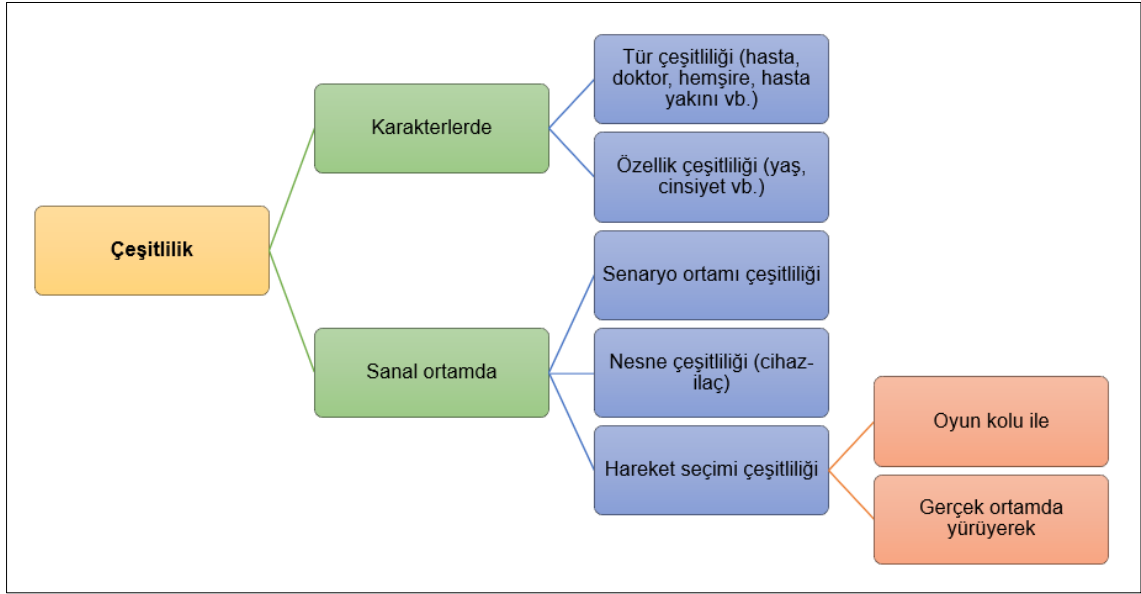 Çeşitlilik
Karakterlerde
Tür çeşitliliği (hasta,
doktor, hemşire, hasta
yakını vb.)
Özellik çeşitliliği (yaş,
cinsiyet vb.)
Sanal ortamda
Senaryo ortamı çeşitliliği
Nesne çeşitliliği (cihaz-
ilaç)
Hareket seçimi çeşitliliği
Oyun kolu ile
Gerçek ortamda
yürüyerek